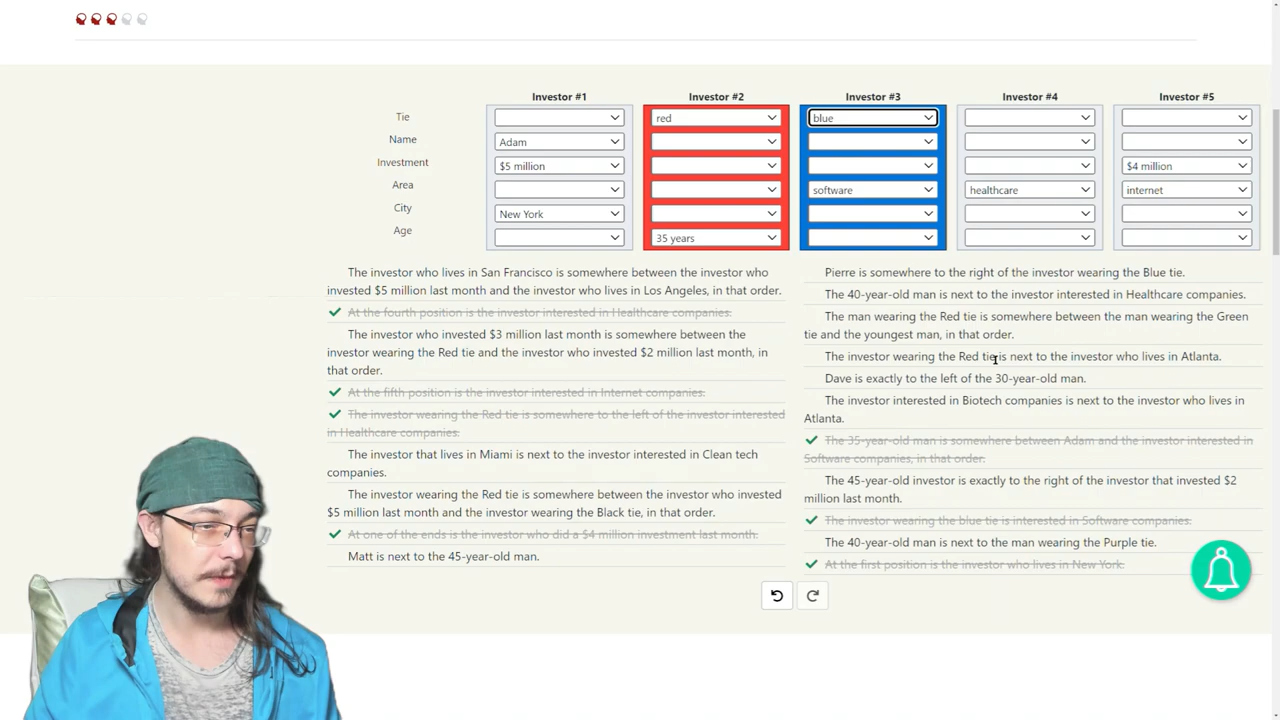 Investor #1 Investor #2 Investor #3 Investor #4 Investor #5
Tie red blue
Name Adam
Investment $5 million $4 million
Area software healthcare internet
City New York
Age 35 years
The investor who lives in San Francisco is somewhere between the investor who
invested $5 million last month and the investor who lives in Los Angeles, in that order.
At the fourth position is the investor interested in Healthcare companies.
The investor who invested $3 million last month is somewhere between the
investor wearing the Red tie and the investor who invested $2 million last month, in
that order.
At the fifth position is the investor interested in Internet companies.
The investor wearing the Red tie is somewhere to the left of the investor interested
in Healthcare companies.
The investor that lives in Miami is next to the investor interested in Clean tech
companies.
The investor wearing the Red tie is somewhere between the investor who invested
$5 million last month and the investor wearing the Black tie, in that order.
At one of the ends is the investor who did a $4 million investment last month.
Matt is next to the 45-year-old man.
Pierre is somewhere to the right of the investor wearing the Blue tie.
The 40-year-old man is next to the investor interested in Healthcare companies.
The man wearing the Red tie is somewhere between the man wearing the Green
tie and the youngest man, in that order.
The investor wearing the Red tie is next to the investor who lives in Atlanta.
Dave is exactly to the left of the 30-year-old man.
The investor interested in Biotech companies is next to the investor who lives in
Atlanta.
The 35-year-old man is somewhere between Adam and the investor interested in
Software companies, in that order.
The 45-year-old investor is exactly to the right of the investor that invested $2
million last month.
The investor wearing the blue tie is interested in Software companies.
The 40-year-old man is next to the man wearing the Purple tie.
At the first position is the investor who lives in New York.